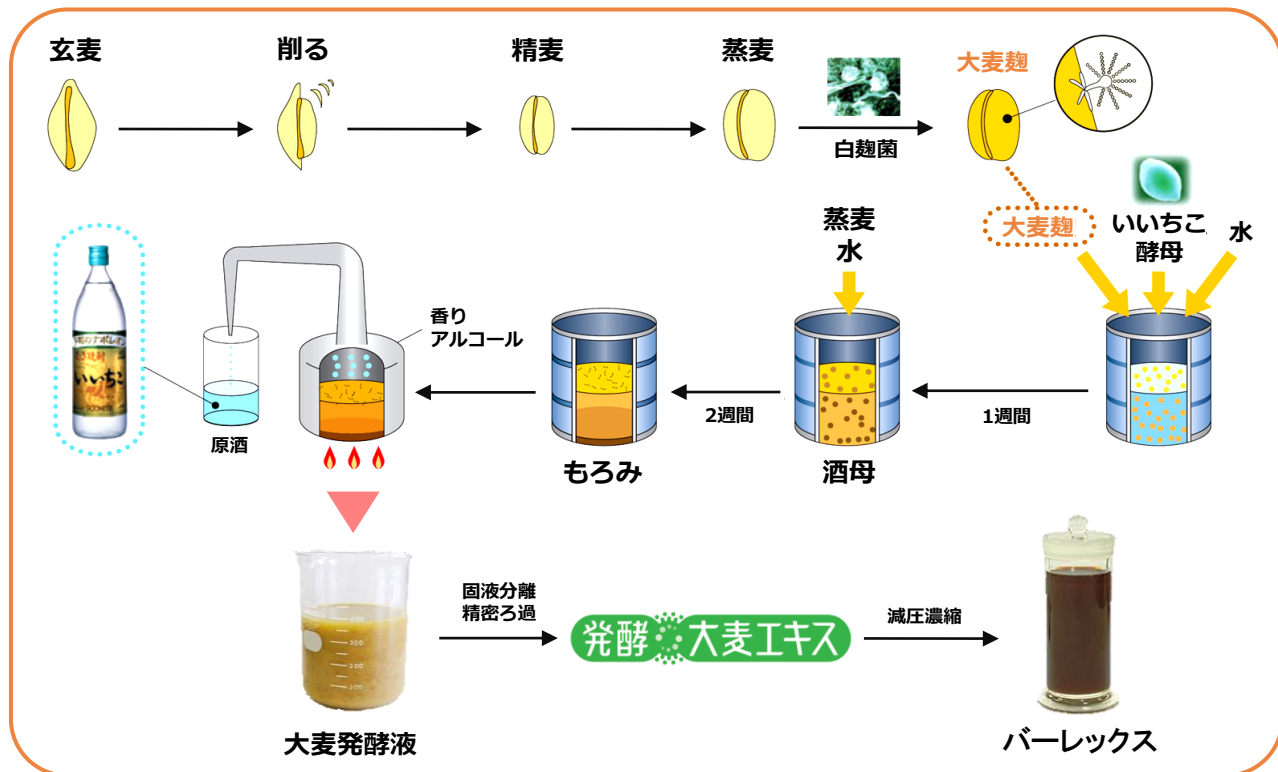 玄麦
削る
精麦
蒸麦
白麹菌
大麦麹
大麦麹
いいちこ
酵母
水
蒸麦
水
1週間
酒母
2週間
もろみ
香り
アルコール
原酒
いいちこ
大麦発酵液
固液分離
精密ろ過
発酵大麦エキス
減圧濃縮
バーレックス